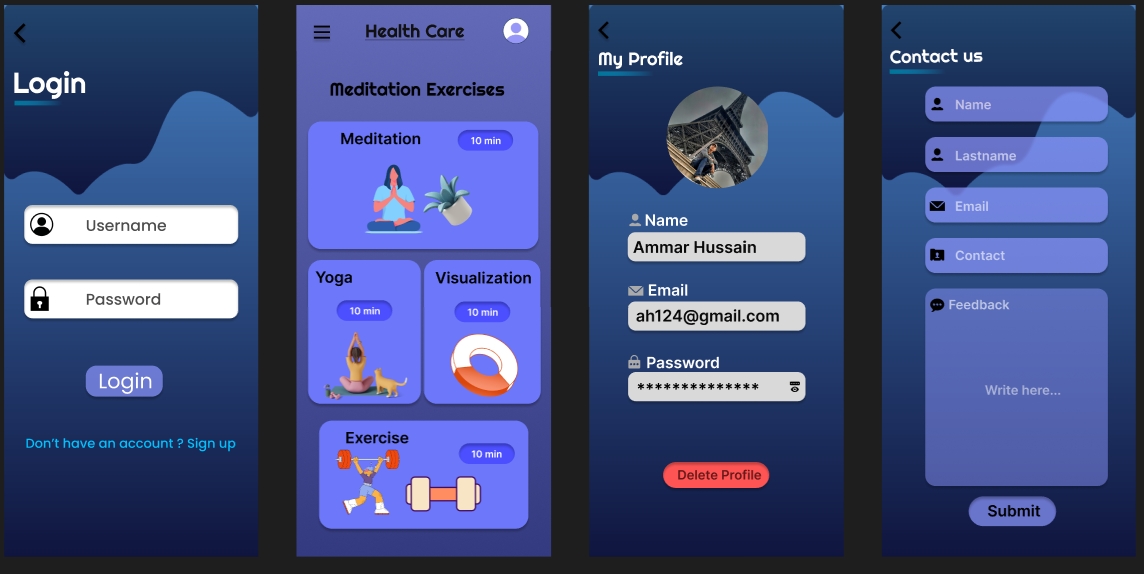 Login
Username
Password
Login
Don't have an account ? Sign up
Health Care
Meditation Exercises
Meditation
10 min
Yoga
10 min
Visualization
10 min
Exercise
10 min
My Profile
Name
Ammar Hussain
Email
ah124@gmail.com
Password
**************
Delete Profile
Contact us
Name
Lastname
Email
Contact
Feedback
Write here...
Submit